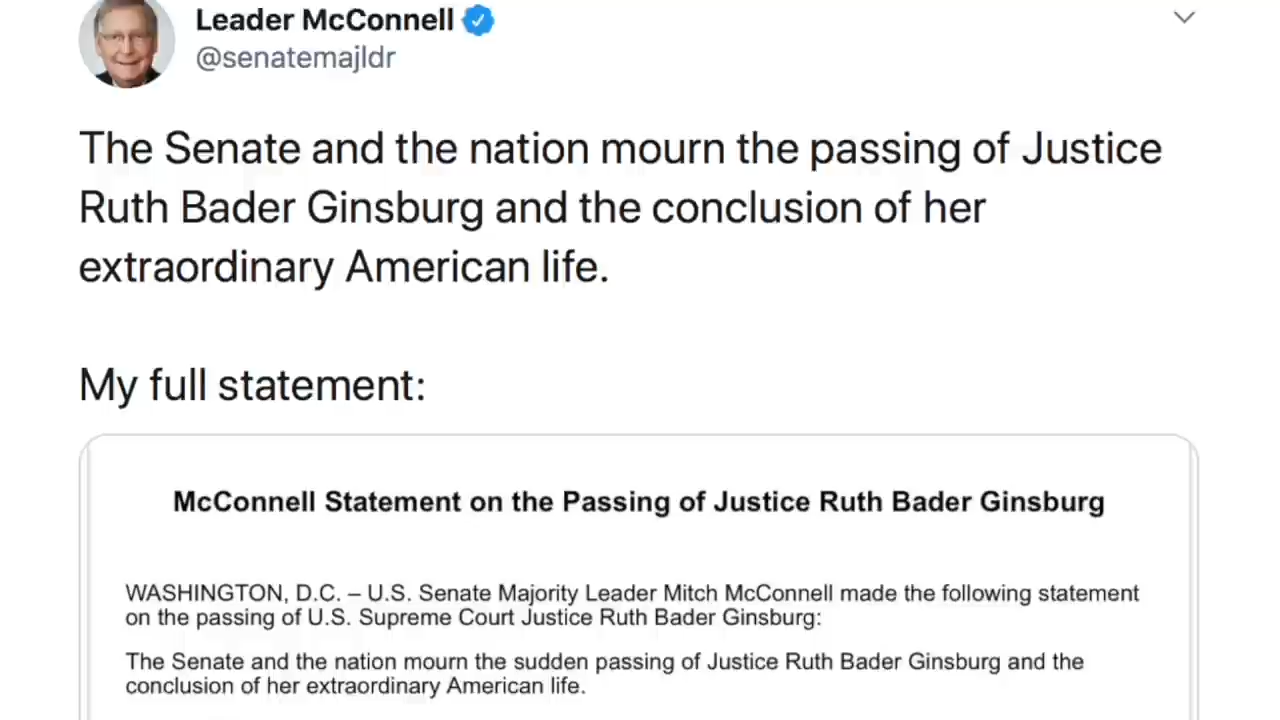 Leader McConnell
@senatemajldr
The Senate and the nation mourn the passing of Justice
Ruth Bader Ginsburg and the conclusion of her
extraordinary American life.
My full statement:
McConnell Statement on the Passing of Justice Ruth Bader Ginsburg
WASHINGTON, D.C. – U.S. Senate Majority Leader Mitch McConnell made the following statement
on the passing of U.S. Supreme Court Justice Ruth Bader Ginsburg:
The Senate and the nation mourn the sudden passing of Justice Ruth Bader Ginsburg and the
conclusion of her extraordinary American life.